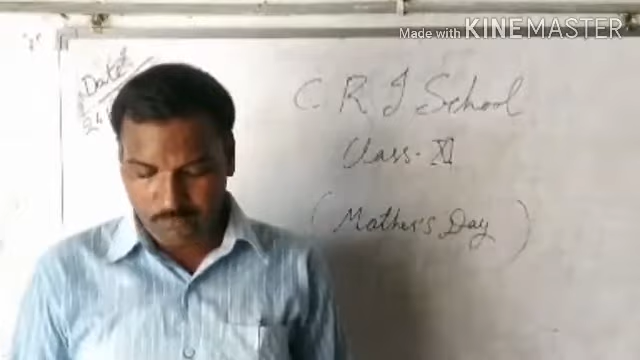 Made with KINEMASTER
Date:
C R J School
Class - XI
(Mother's Day)